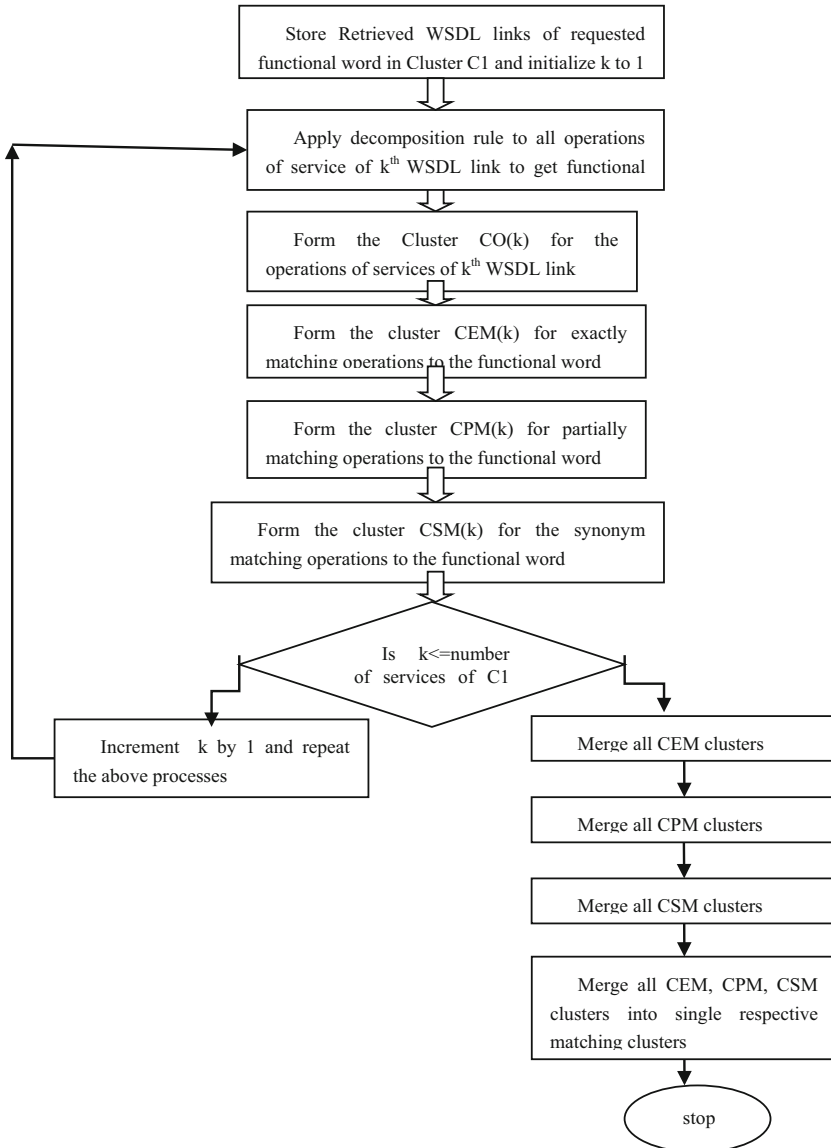 Store Retrieved WSDL links of requested
functional word in Cluster C1 and initialize k to 1
Apply decomposition rule to all operations
of service of kth WSDL link to get functional
Form the Cluster CO(k) for the
operations of services of kth WSDL link
Form the cluster CEM(k) for exactly
matching operations to the functional word
Form the cluster CPM(k) for partially
matching operations to the functional word
Form the cluster CSM(k) for the synonym
matching operations to the functional word
Is k<=number
of services of C1
Increment k by 1 and repeat
the above processes
Merge all CEM clusters
Merge all CPM clusters
Merge all CSM clusters
Merge all CEM, CPM, CSM
clusters into single respective
matching clusters
stop